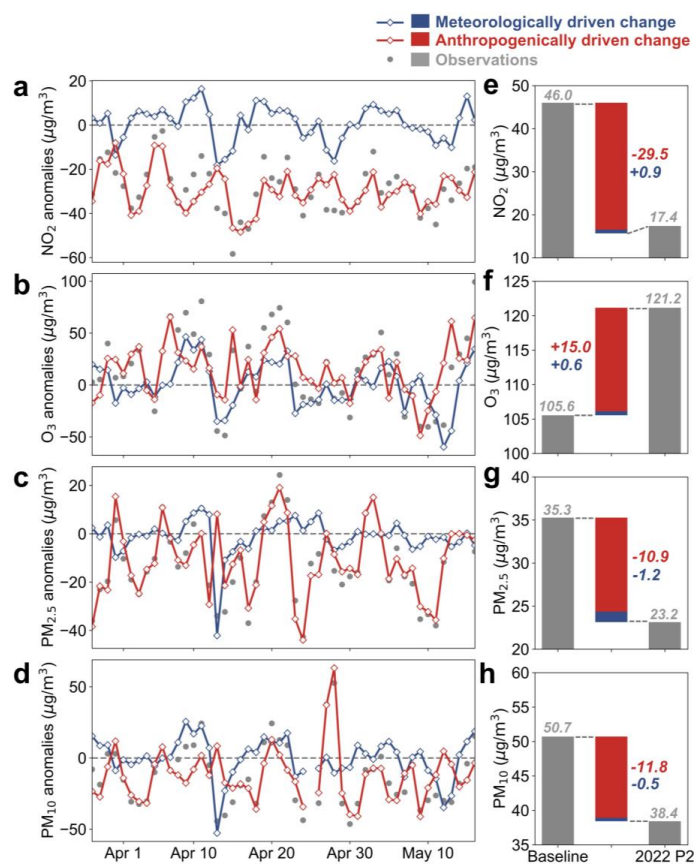 Meteorologically driven change
Anthropogenically driven change
Observations
a
NO2 anomalies (μg/m³)
20
0
−20
−40
−60
b
O3 anomalies (μg/m³)
100
50
0
−50
c
PM2.5 anomalies (μg/m³)
20
0
−20
−40
d
PM10 anomalies (μg/m³)
50
0
−50
Apr 1 Apr 10 Apr 20 Apr 30 May 10
e
NO2 (μg/m³)
50
40
30
20
10
46.0
-29.5
+0.9
17.4
f
O3 (μg/m³)
125
120
115
110
105
100
121.2
+15.0
+0.6
105.6
g
PM2.5 (μg/m³)
40
35
30
25
20
35.3
-10.9
-1.2
23.2
h
PM10 (μg/m³)
60
55
50
45
40
35
50.7
-11.8
-0.5
38.4
Baseline 2022 P2